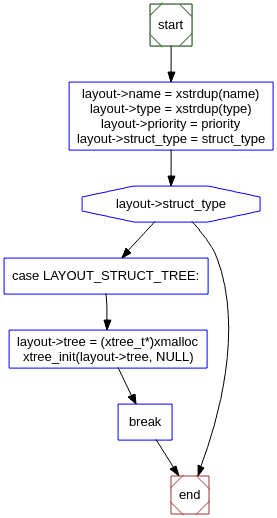 start
layout->name = xstrdup(name)
layout->type = xstrdup(type)
layout->priority = priority
layout->struct_type = struct_type
layout->struct_type
case LAYOUT_STRUCT_TREE:
layout->tree = (xtree_t*)xmalloc
xtree_init(layout->tree, NULL)
break
end